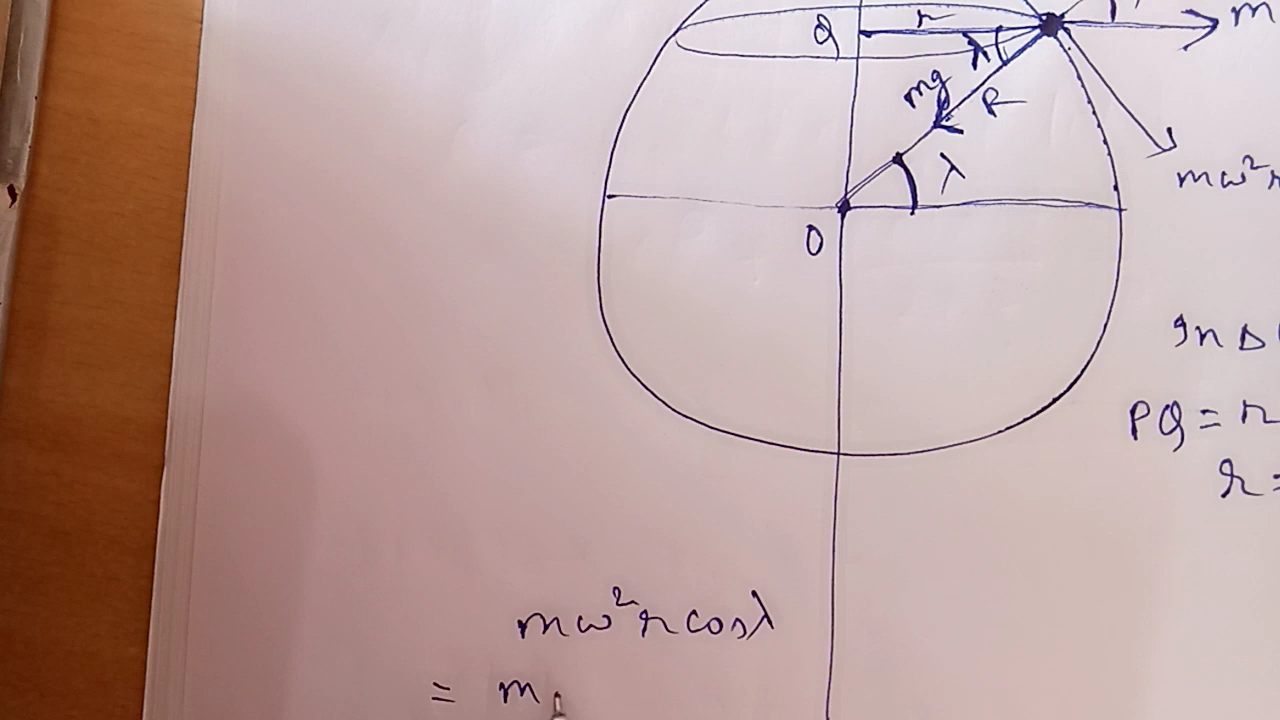 Q r m
λ
mg R
λ
mω²r
O
In Δ
PQ = r
r =
mω²r cosλ
= m